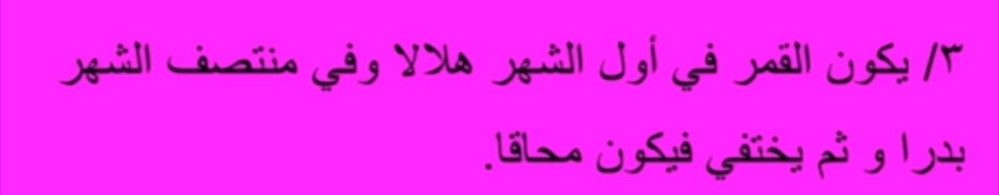 ٣/ يكون القمر في أول الشهر هلالا وفي منتصف الشهر
بدرا و ثم يختفي فيكون محاقا.